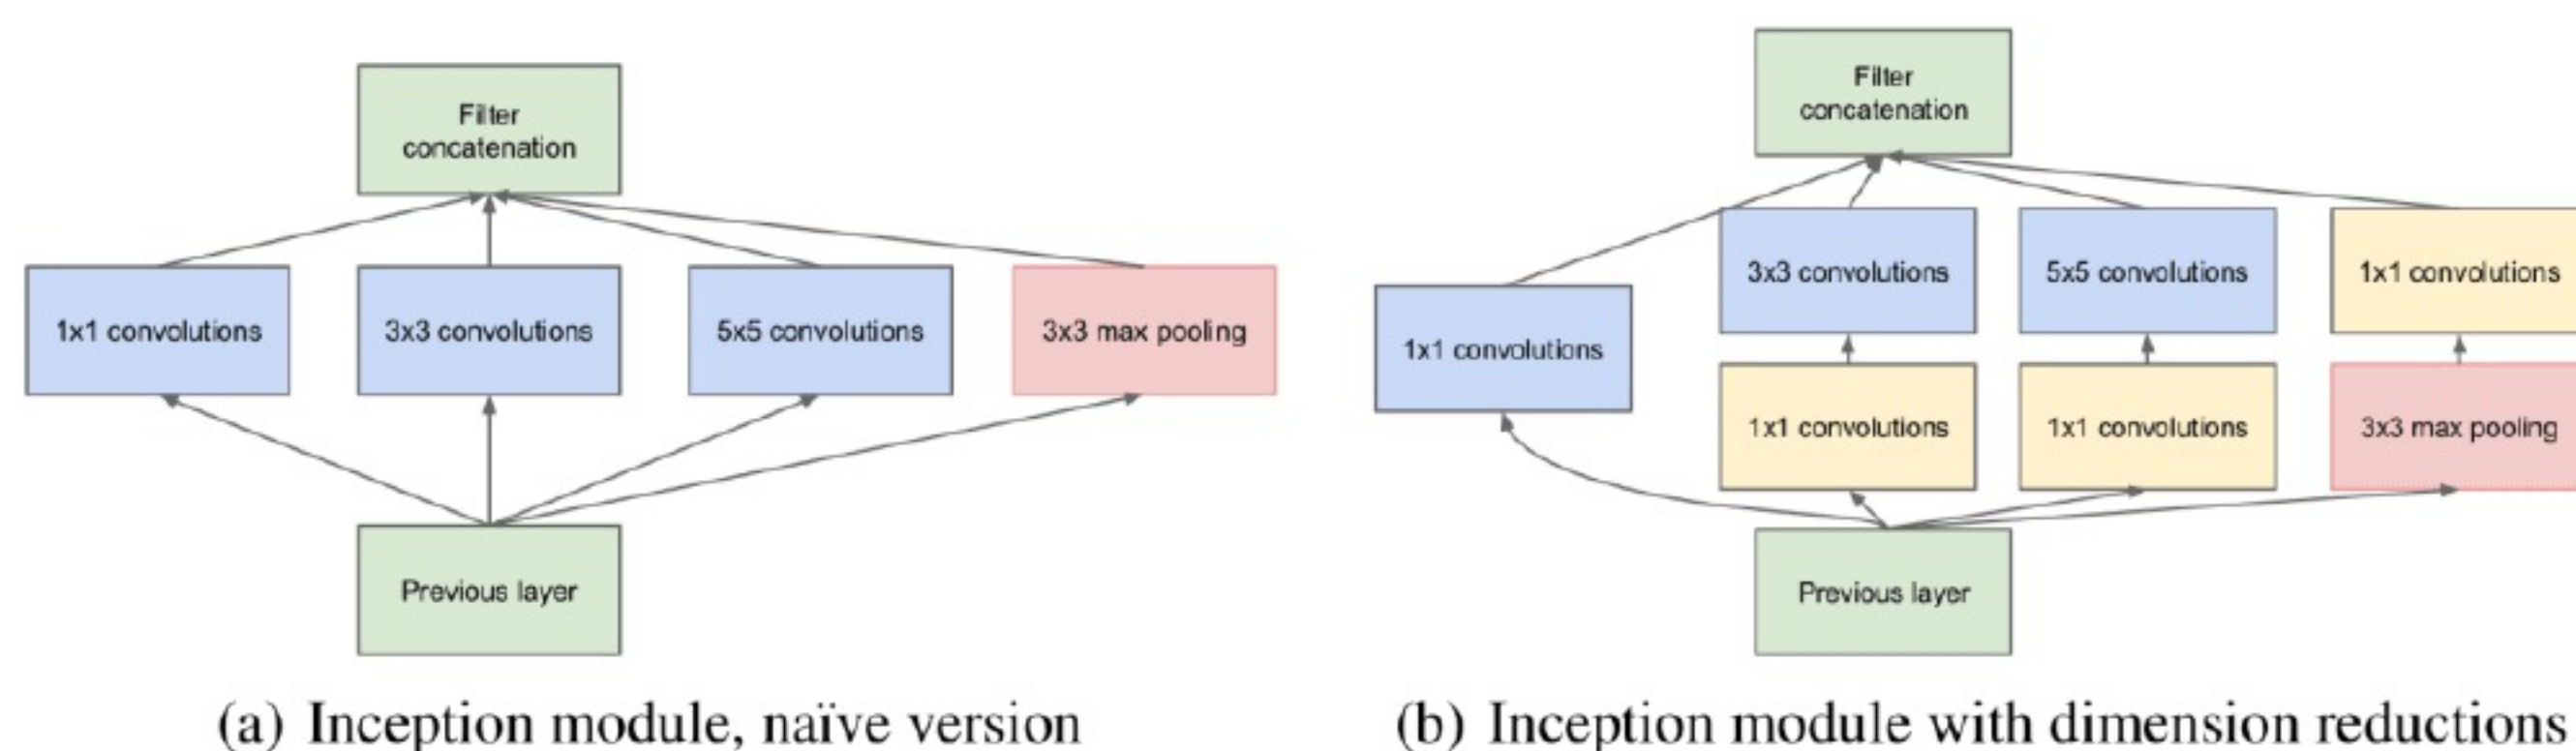 Filter
concatenation
1x1 convolutions
3x3 convolutions
5x5 convolutions
3x3 max pooling
Previous layer
(a) Inception module, naïve version
Filter
concatenation
1x1 convolutions
3x3 convolutions
5x5 convolutions
1x1 convolutions
1x1 convolutions
1x1 convolutions
3x3 max pooling
Previous layer
(b) Inception module with dimension reductions